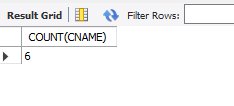 Result Grid Filter Rows:
COUNT(CNAME)
6